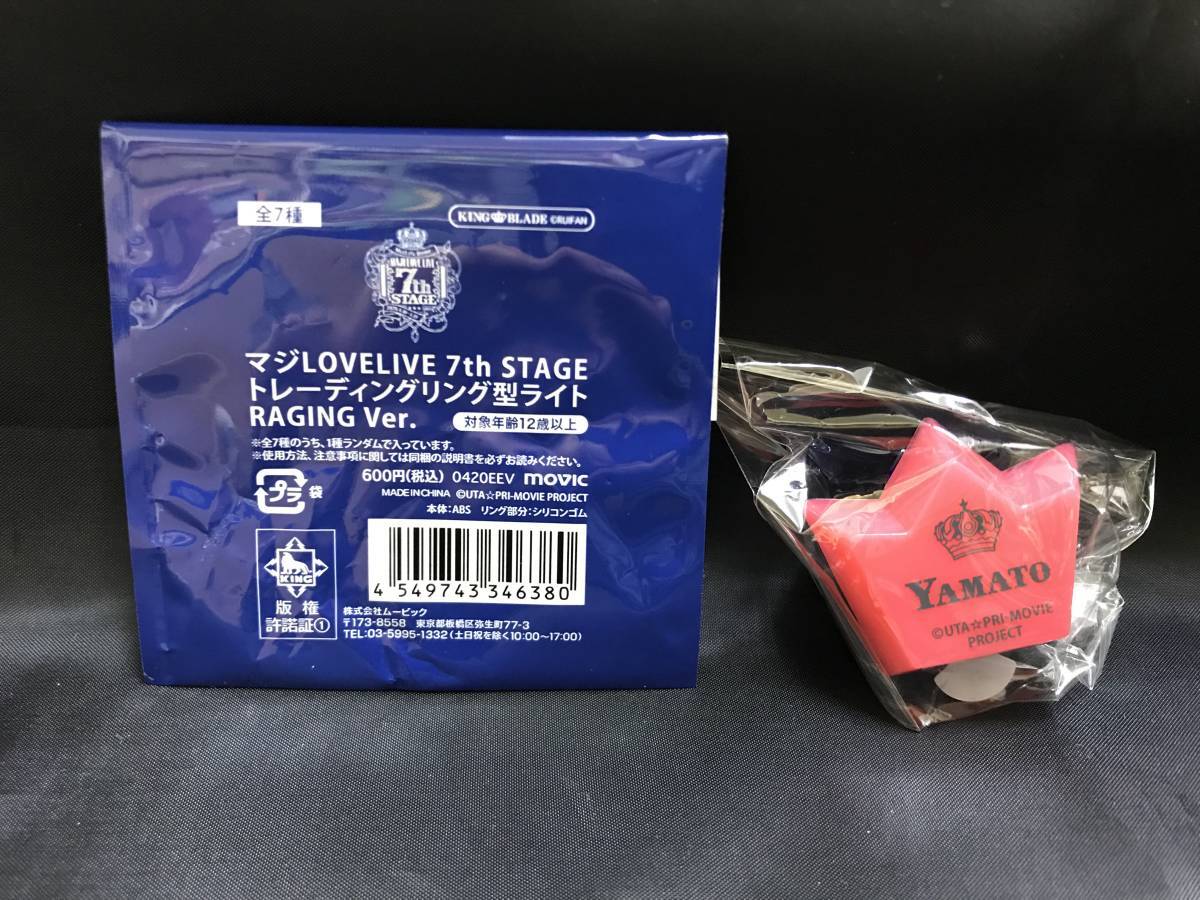 全7種
KING BLADE ©RUIFAN
MAJI LOVELIVE
7th
STAGE
マジLOVELIVE 7th STAGE
トレーディングリング型ライト
RAGING Ver.
対象年齢12歳以上
※全7種のうち、1種ランダムで入っています。
※使用方法、注意事項に関しては同梱の説明書を必ずお読みください。
プラ 袋
600円(税込) 0420EEV movic
MADE IN CHINA ©UTA☆PRI-MOVIE PROJECT
本体:ABS リング部分:シリコンゴム
KING
版権
許諾証①
4 549743 346380
株式会社ムービック
〒173-8558 東京都板橋区弥生町77-3
TEL:03-5995-1332(土日祝を除く10:00〜17:00)
YAMATO
©UTA☆PRI-MOVIE
PROJECT